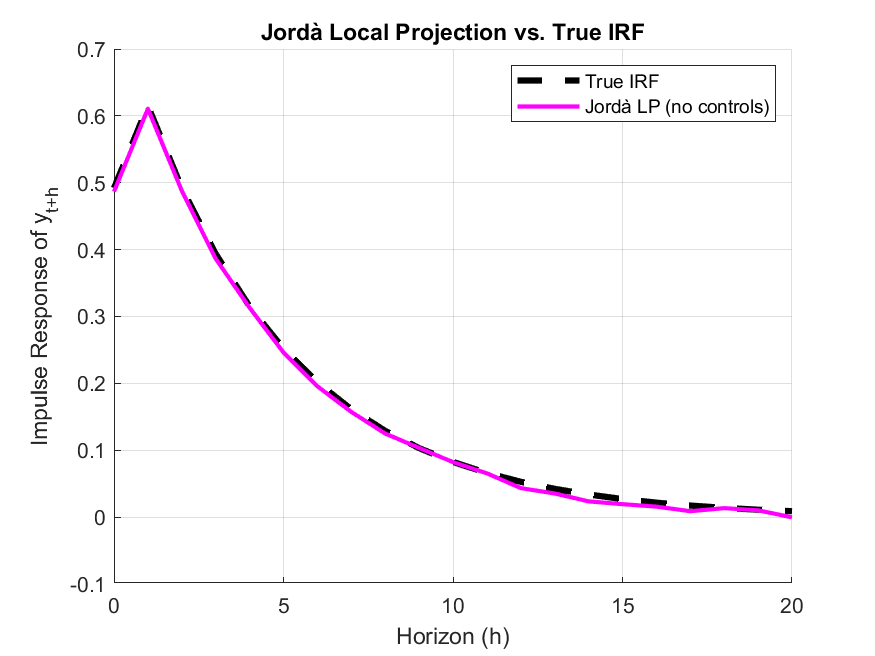 Jordà Local Projection vs. True IRF
True IRF
Jordà LP (no controls)
Impulse Response of y_{t+h}
0.7
0.6
0.5
0.4
0.3
0.2
0.1
0
-0.1
0 5 10 15 20
Horizon (h)